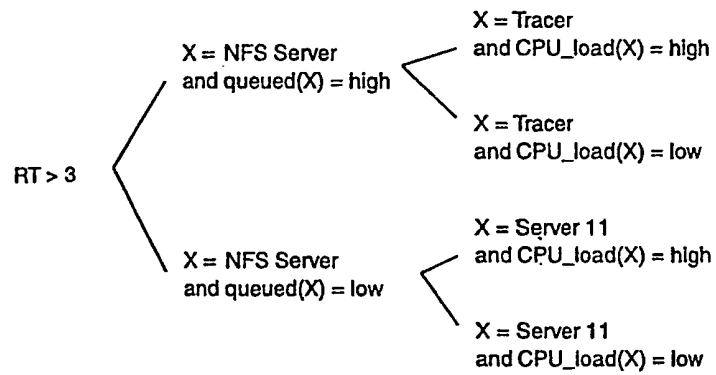 X = Tracer
and CPU_load(X) = high
X = NFS Server
and queued(X) = high
X = Tracer
and CPU_load(X) = low
RT > 3
X = Server 11
and CPU_load(X) = high
X = NFS Server
and queued(X) = low
X = Server 11
and CPU_load(X) = low